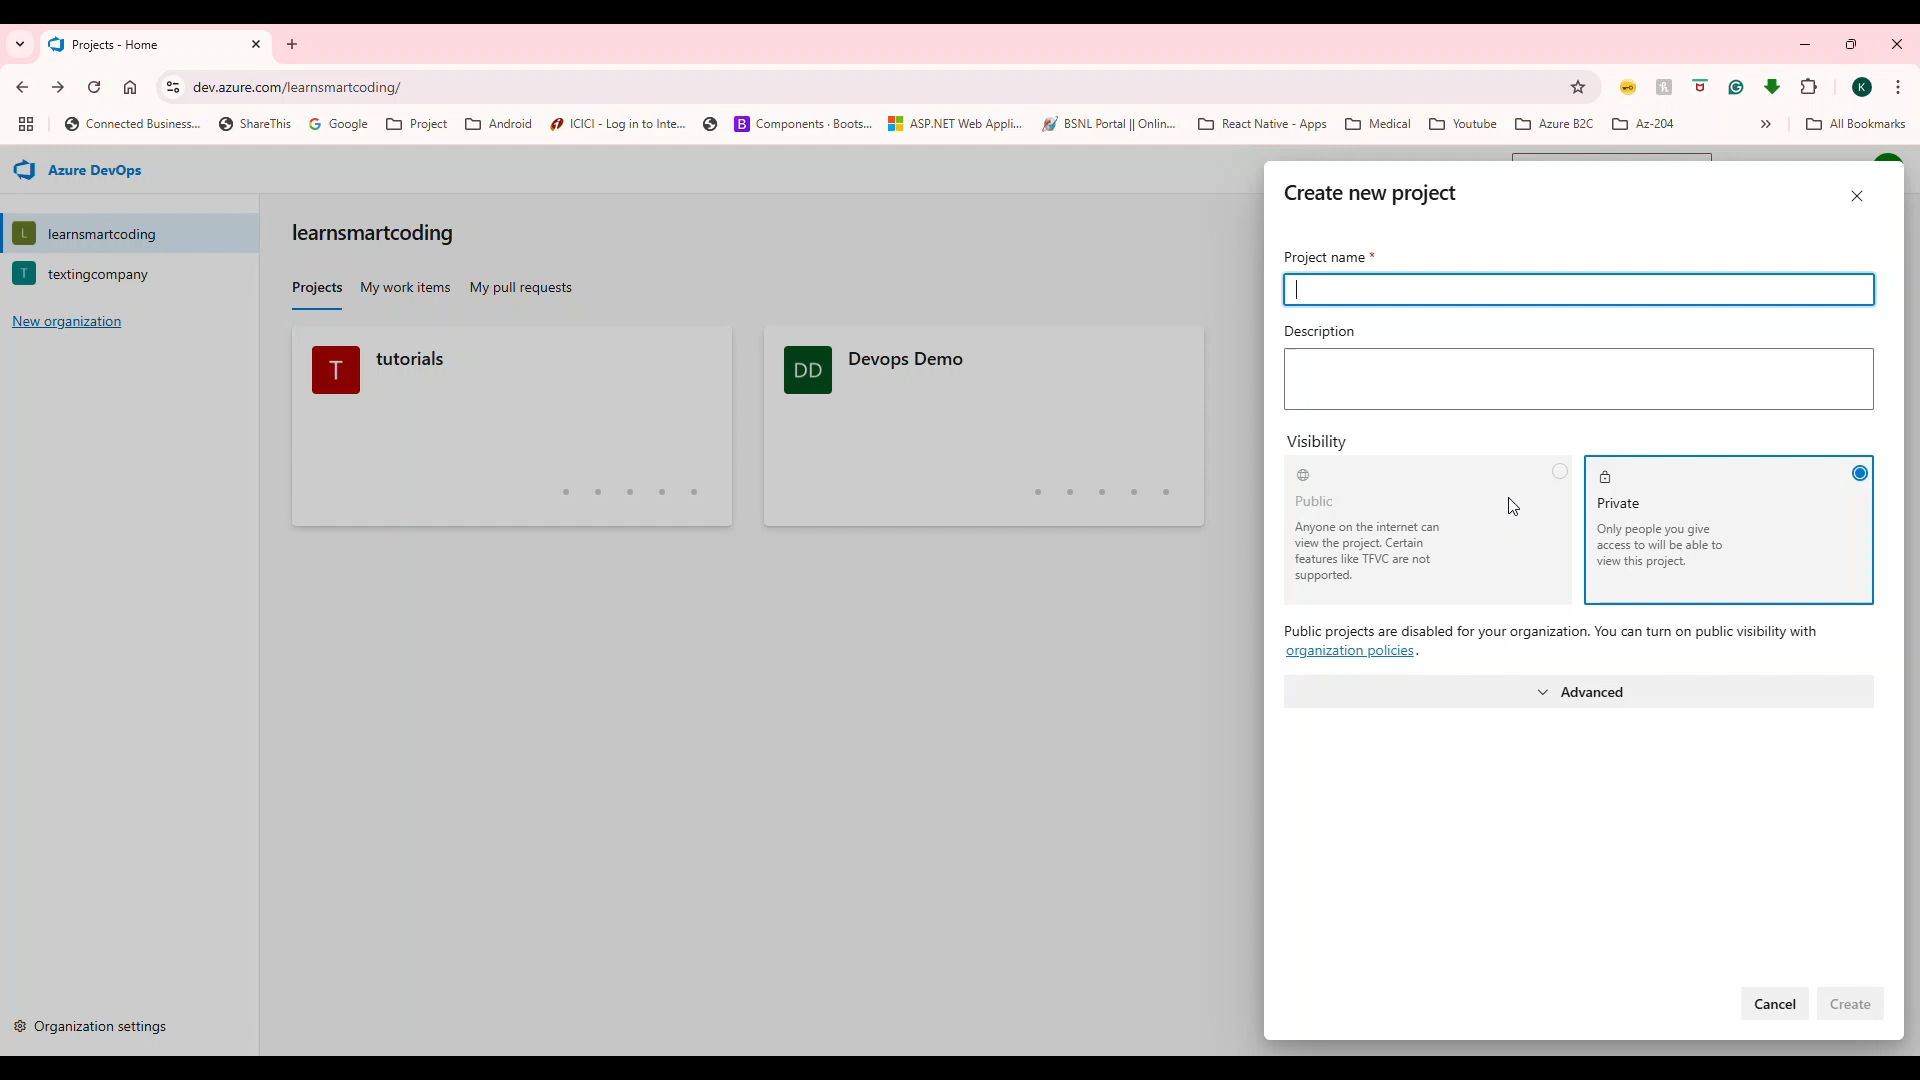 Projects - Home
dev.azure.com/learnsmartcoding/
K
Connected Business...
ShareThis
Google
Project
Android
ICICI - Log in to Inte...
B
Components · Boots...
ASP.NET Web Appli...
BSNL Portal || Onlin...
React Native - Apps
Medical
Youtube
Azure B2C
Az-204
»
All Bookmarks
Azure DevOps
L
learnsmartcoding
T
textingcompany
New organization
Organization settings
learnsmartcoding
Projects
My work items
My pull requests
T
tutorials
DD
Devops Demo
Create new project
Project name *
Description
Visibility
Public
Anyone on the internet can
view the project. Certain
features like TFVC are not
supported.
Private
Only people you give
access to will be able to
view this project.
Public projects are disabled for your organization. You can turn on public visibility with
organization policies.
Advanced
Cancel
Create